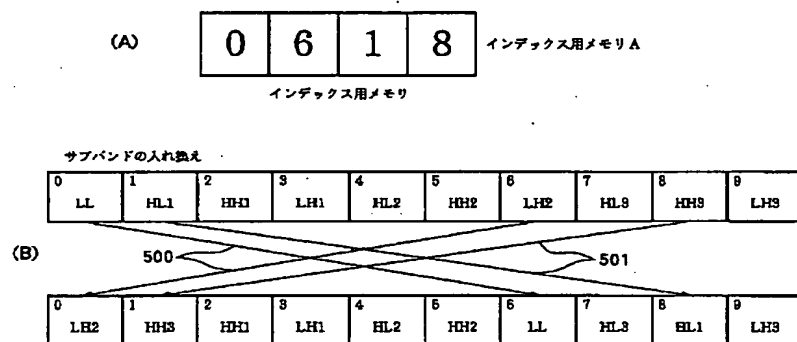 (A)
0 6 1 8 インデックス用メモリA
インデックス用メモリ
サブバンドの入れ換え
0 1 2 3 4 5 6 7 8 9
LL HL1 HH1 LH1 HL2 HH2 LH2 HL3 HH3 LH3
(B) 500 501
0 1 2 3 4 5 6 7 8 9
LH2 HH3 HH1 LH1 HL2 HH2 LL HL3 HL1 LH3